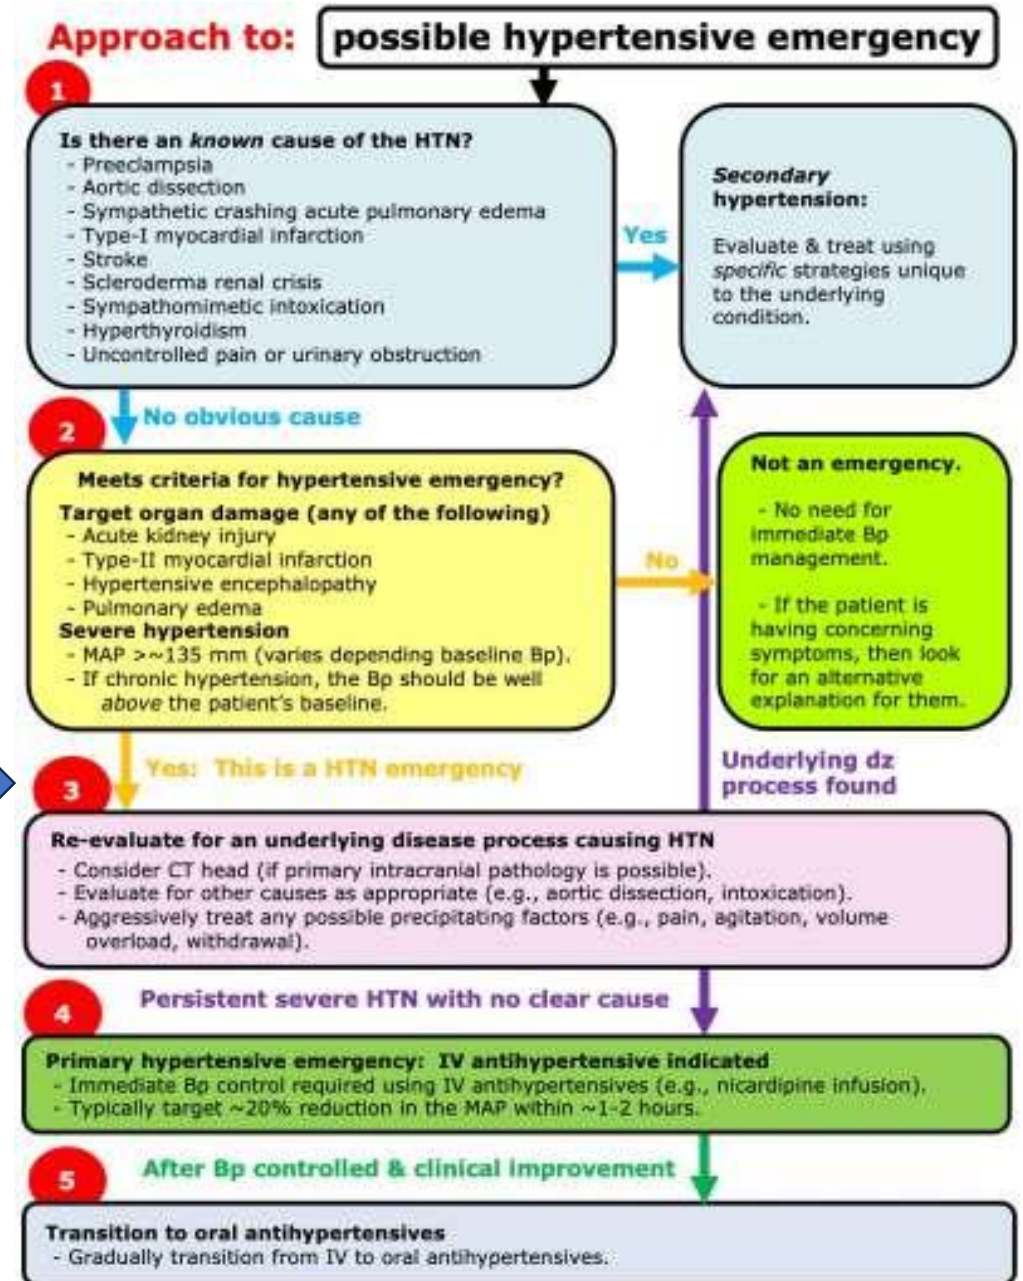 Approach to: possible hypertensive emergency
1
Is there an known cause of the HTN?
- Preeclampsia
- Aortic dissection
- Sympathetic crashing acute pulmonary edema
- Type-I myocardial infarction
- Stroke
- Scleroderma renal crisis
- Sympathomimetic intoxication
- Hyperthyroidism
- Uncontrolled pain or urinary obstruction
Yes
Secondary
hypertension:
Evaluate & treat using
specific strategies unique
to the underlying
condition.
No obvious cause
2
Meets criteria for hypertensive emergency?
Target organ damage (any of the following)
- Acute kidney injury
- Type-II myocardial infarction
- Hypertensive encephalopathy
- Pulmonary edema
Severe hypertension
- MAP >~135 mm (varies depending baseline Bp).
- If chronic hypertension, the Bp should be well
above the patient's baseline.
No
Not an emergency.
- No need for
immediate Bp
management.
- If the patient is
having concerning
symptoms, then look
for an alternative
explanation for them.
Yes: This is a HTN emergency
Underlying dz
process found
3
Re-evaluate for an underlying disease process causing HTN
- Consider CT head (if primary intracranial pathology is possible).
- Evaluate for other causes as appropriate (e.g., aortic dissection, intoxication).
- Aggressively treat any possible precipitating factors (e.g., pain, agitation, volume
overload, withdrawal).
Persistent severe HTN with no clear cause
4
Primary hypertensive emergency: IV antihypertensive indicated
- Immediate Bp control required using IV antihypertensives (e.g., nicardipine infusion).
- Typically target ~20% reduction in the MAP within ~1-2 hours.
After Bp controlled & clinical improvement
5
Transition to oral antihypertensives
- Gradually transition from IV to oral antihypertensives.